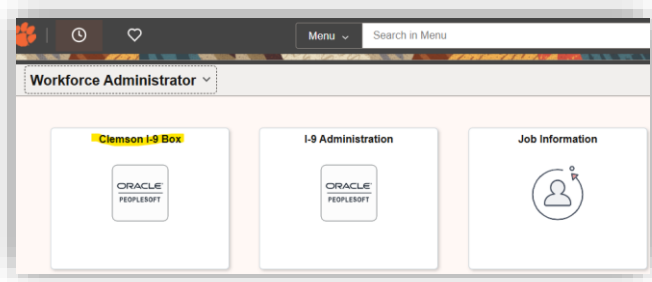 Menu
Search in Menu
Workforce Administrator
Clemson I-9 Box
I-9 Administration
Job Information
ORACLE
PEOPLESOFT
ORACLE
PEOPLESOFT